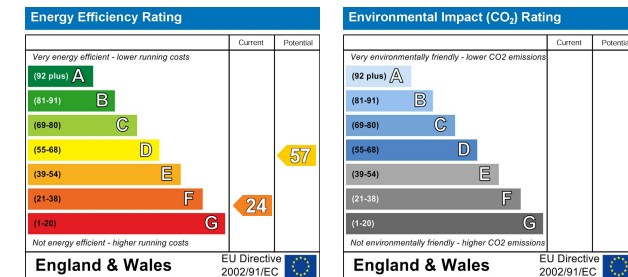 Energy Efficiency Rating
Current Potential
Very energy efficient - lower running costs
(92 plus) A
(81-91) B
(69-80) C
(55-68) D
57
(39-54) E
(21-38) F
24
(1-20) G
Not energy efficient - higher running costs
England & Wales
EU Directive
2002/91/EC
Environmental Impact (CO₂) Rating
Current Potentia
Very environmentally friendly - lower CO2 emissions
(92 plus) A
(81-91) B
(69-80) C
(55-68) D
(39-54) E
(21-38) F
(1-20) G
Not environmentally friendly - higher CO2 emissions
England & Wales
EU Directive
2002/91/EC